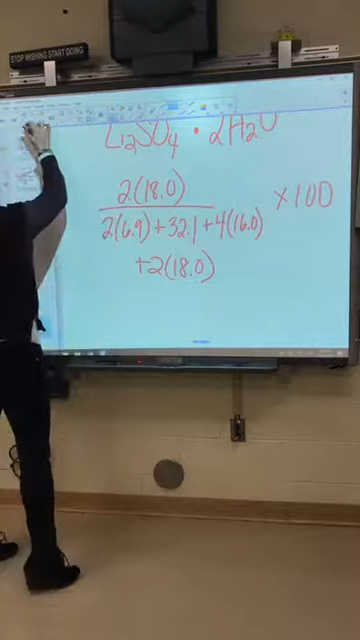 STOP WISHING START DOING
Li₂SO₄ • 2H₂O
2(18.0)
2(6.9)+32.1+4(16.0) ×100
+2(18.0)